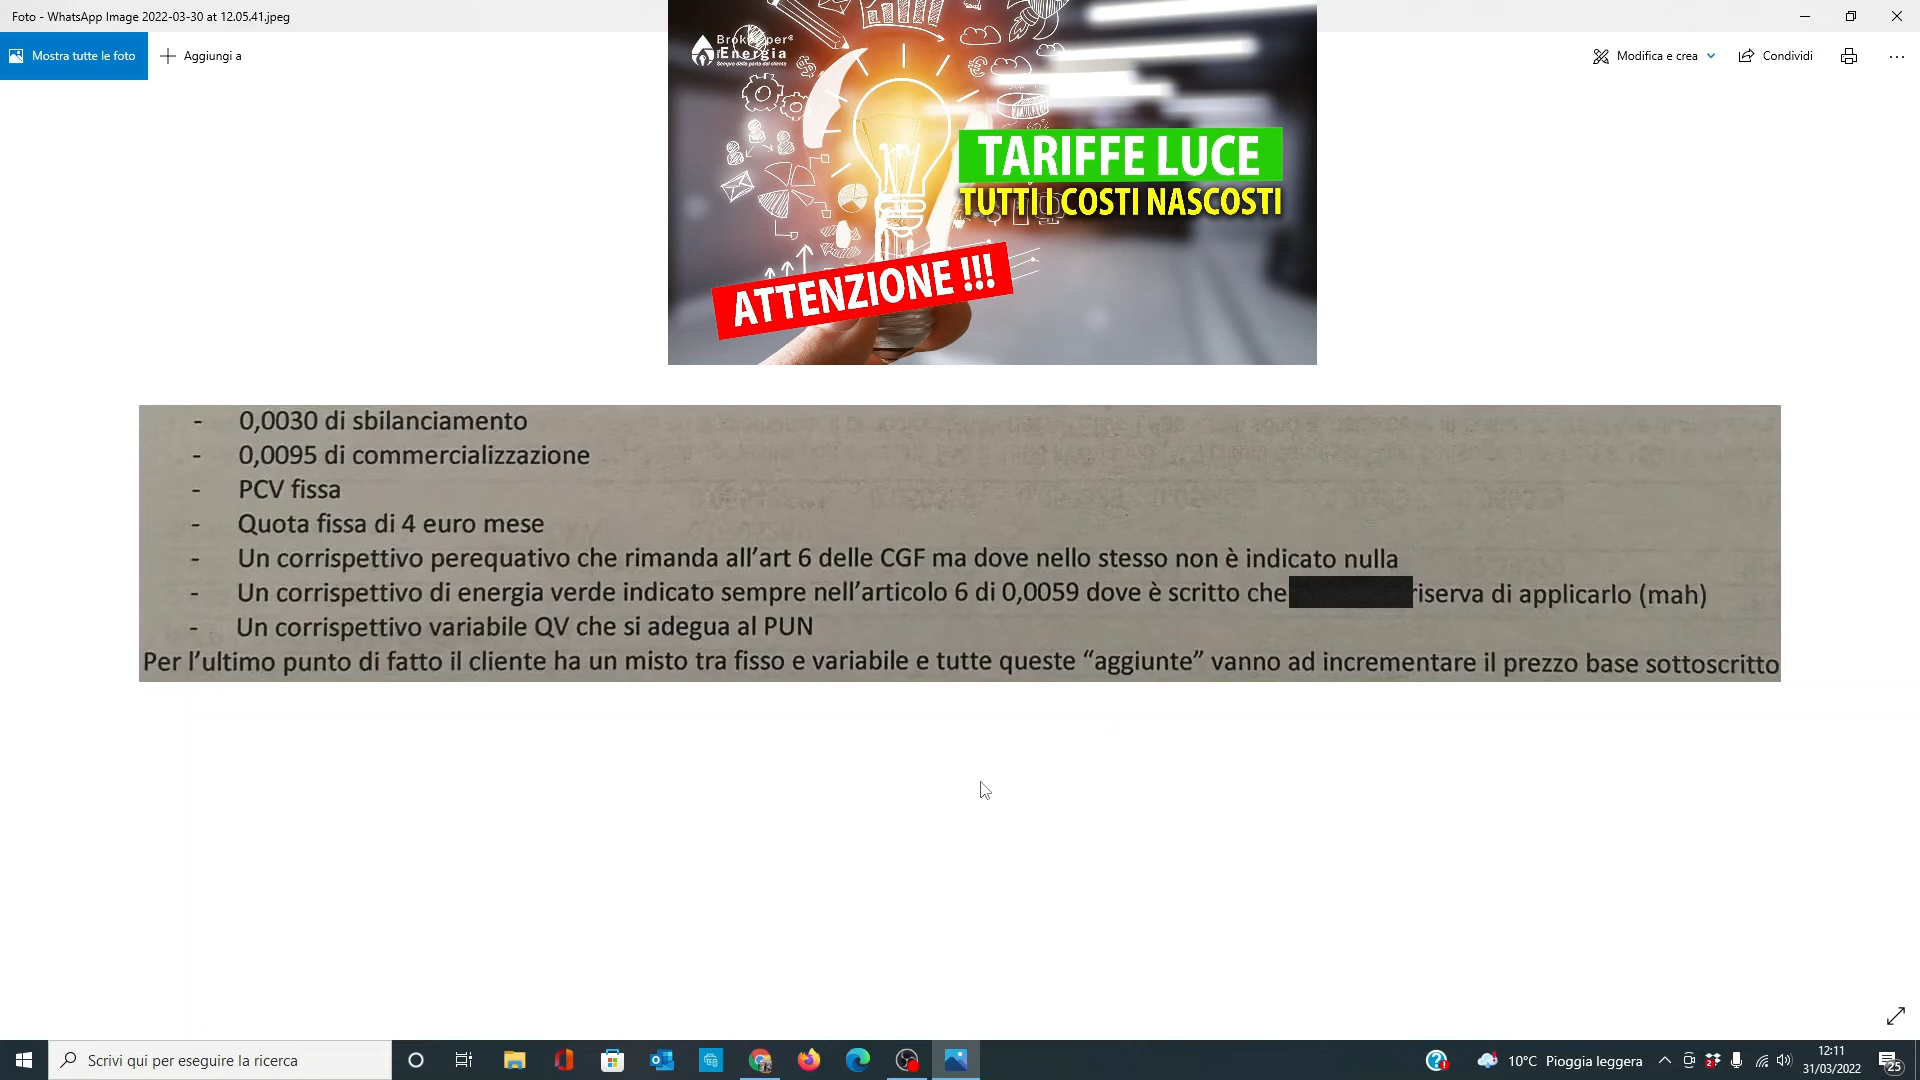 Foto - WhatsApp Image 2022-03-30 at 12.05.41.jpeg
Mostra tutte le foto
Aggiungi a
Modifica e crea
Condividi
Broker per®
Energia
Sempre dalla parte del cliente
TARIFFE LUCE
TUTTI I COSTI NASCOSTI
ATTENZIONE !!!
- 0,0030 di sbilanciamento
- 0,0095 di commercializzazione
- PCV fissa
- Quota fissa di 4 euro mese
- Un corrispettivo perequativo che rimanda all’art 6 delle CGF ma dove nello stesso non è indicato nulla
- Un corrispettivo di energia verde indicato sempre nell’articolo 6 di 0,0059 dove è scritto che riserva di applicarlo (mah)
- Un corrispettivo variabile QV che si adegua al PUN
Per l’ultimo punto di fatto il cliente ha un misto tra fisso e variabile e tutte queste “aggiunte” vanno ad incrementare il prezzo base sottoscritto
Scrivi qui per eseguire la ricerca
10°C Pioggia leggera
12:11
31/03/2022
25